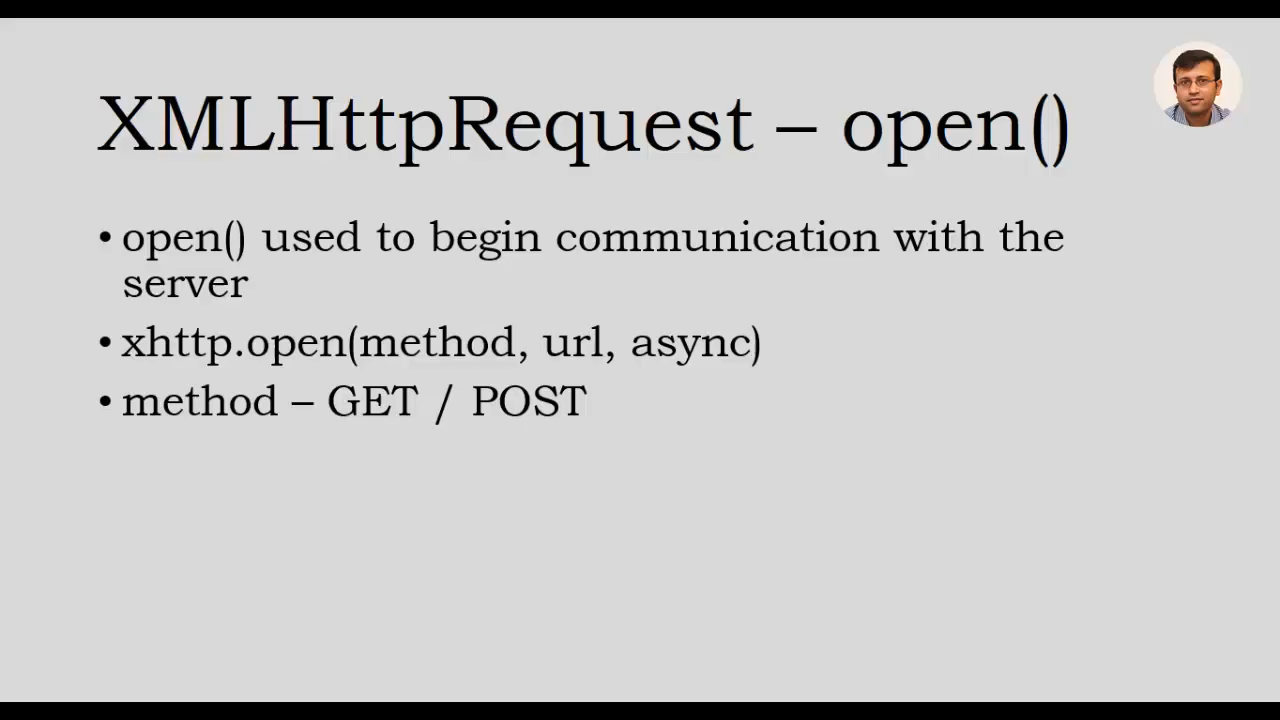 XMLHttpRequest – open()
• open() used to begin communication with the
server
• xhttp.open(method, url, async)
• method – GET / POST